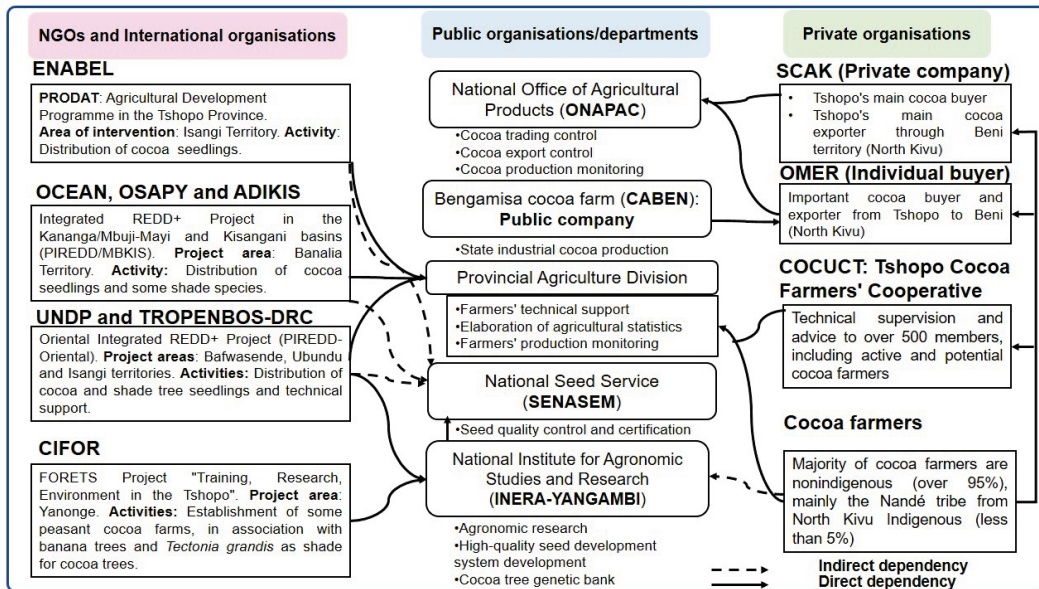 NGOs and International organisations
ENABEL
PRODAT: Agricultural Development
Programme in the Tshopo Province.
Area of intervention: Isangi Territory. Activity:
Distribution of cocoa seedlings.
OCEAN, OSAPY and ADIKIS
Integrated REDD+ Project in the
Kananga/Mbuji-Mayi and Kisangani basins
(PIREDD/MBKIS). Project area: Banalia
Territory. Activity: Distribution of cocoa
seedlings and some shade species.
UNDP and TROPENBOS-DRC
Oriental Integrated REDD+ Project (PIREDD-
Oriental). Project areas: Bafwasende, Ubundu
and Isangi territories. Activities: Distribution of
cocoa and shade tree seedlings and technical
support.
CIFOR
FORETS Project "Training, Research,
Environment in the Tshopo". Project area:
Yanonge. Activities: Establishment of some
peasant cocoa farms, in association with
banana trees and Tectonia grandis as shade
for cocoa trees.
Public organisations/departments
National Office of Agricultural
Products (ONAPAC)
•Cocoa trading control
•Cocoa export control
•Cocoa production monitoring
Bengamisa cocoa farm (CABEN):
Public company
•State industrial cocoa production
Provincial Agriculture Division
•Farmers' technical support
•Elaboration of agricultural statistics
•Farmers' production monitoring
National Seed Service
(SENASEM)
•Seed quality control and certification
National Institute for Agronomic
Studies and Research
(INERA-YANGAMBI)
•Agronomic research
•High-quality seed development
system development
•Cocoa tree genetic bank
Private organisations
SCAK (Private company)
• Tshopo's main cocoa buyer
• Tshopo's main cocoa
exporter through Beni
territory (North Kivu)
OMER (Individual buyer)
Important cocoa buyer and
exporter from Tshopo to Beni
(North Kivu)
COCUCT: Tshopo Cocoa
Farmers' Cooperative
Technical supervision and
advice to over 500 members,
including active and potential
cocoa farmers
Cocoa farmers
Majority of cocoa farmers are
nonindigenous (over 95%),
mainly the Nandé tribe from
North Kivu Indigenous (less
than 5%)
Indirect dependency
Direct dependency